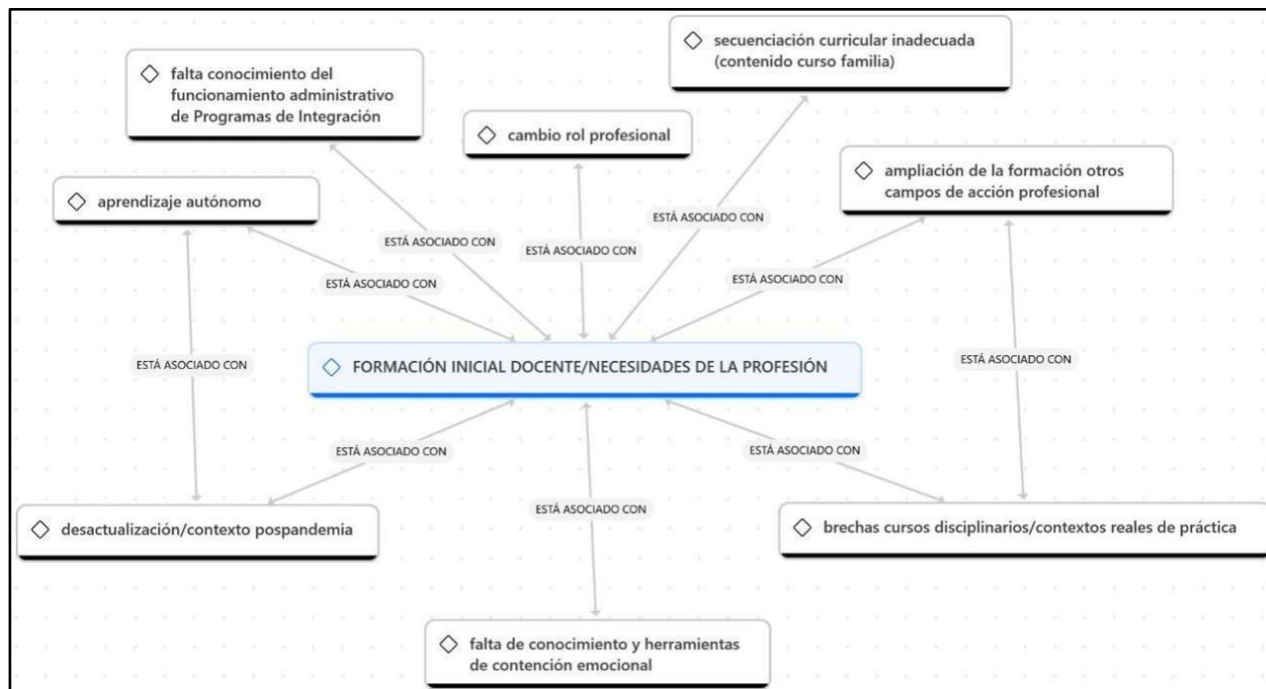 secuenciación curricular inadecuada
(contenido curso familia)
falta conocimiento del
funcionamiento administrativo
de Programas de Integración
cambio rol profesional
ampliación de la formación otros
campos de acción profesional
aprendizaje autónomo
ESTÁ ASOCIADO CON
ESTÁ ASOCIADO CON
ESTÁ ASOCIADO CON
ESTÁ ASOCIADO CON
ESTÁ ASOCIADO CON
ESTÁ ASOCIADO CON
ESTÁ ASOCIADO CON
FORMACIÓN INICIAL DOCENTE/NECESIDADES DE LA PROFESIÓN
ESTÁ ASOCIADO CON
ESTÁ ASOCIADO CON
ESTÁ ASOCIADO CON
desactualización/contexto pospandemia
brechas cursos disciplinarios/contextos reales de práctica
falta de conocimiento y herramientas
de contención emocional